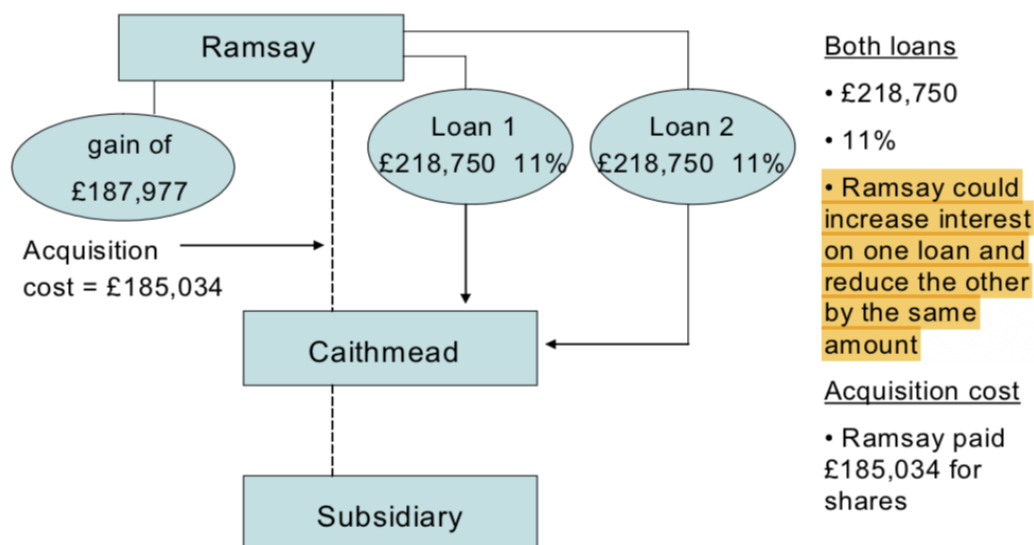 Ramsay
gain of
£187,977
Loan 1
£218,750 11%
Loan 2
£218,750 11%
Acquisition
cost = £185,034
Caithmead
Subsidiary
Both loans
• £218,750
• 11%
• Ramsay could
increase interest
on one loan and
reduce the other
by the same
amount
Acquisition cost
• Ramsay paid
£185,034 for
shares